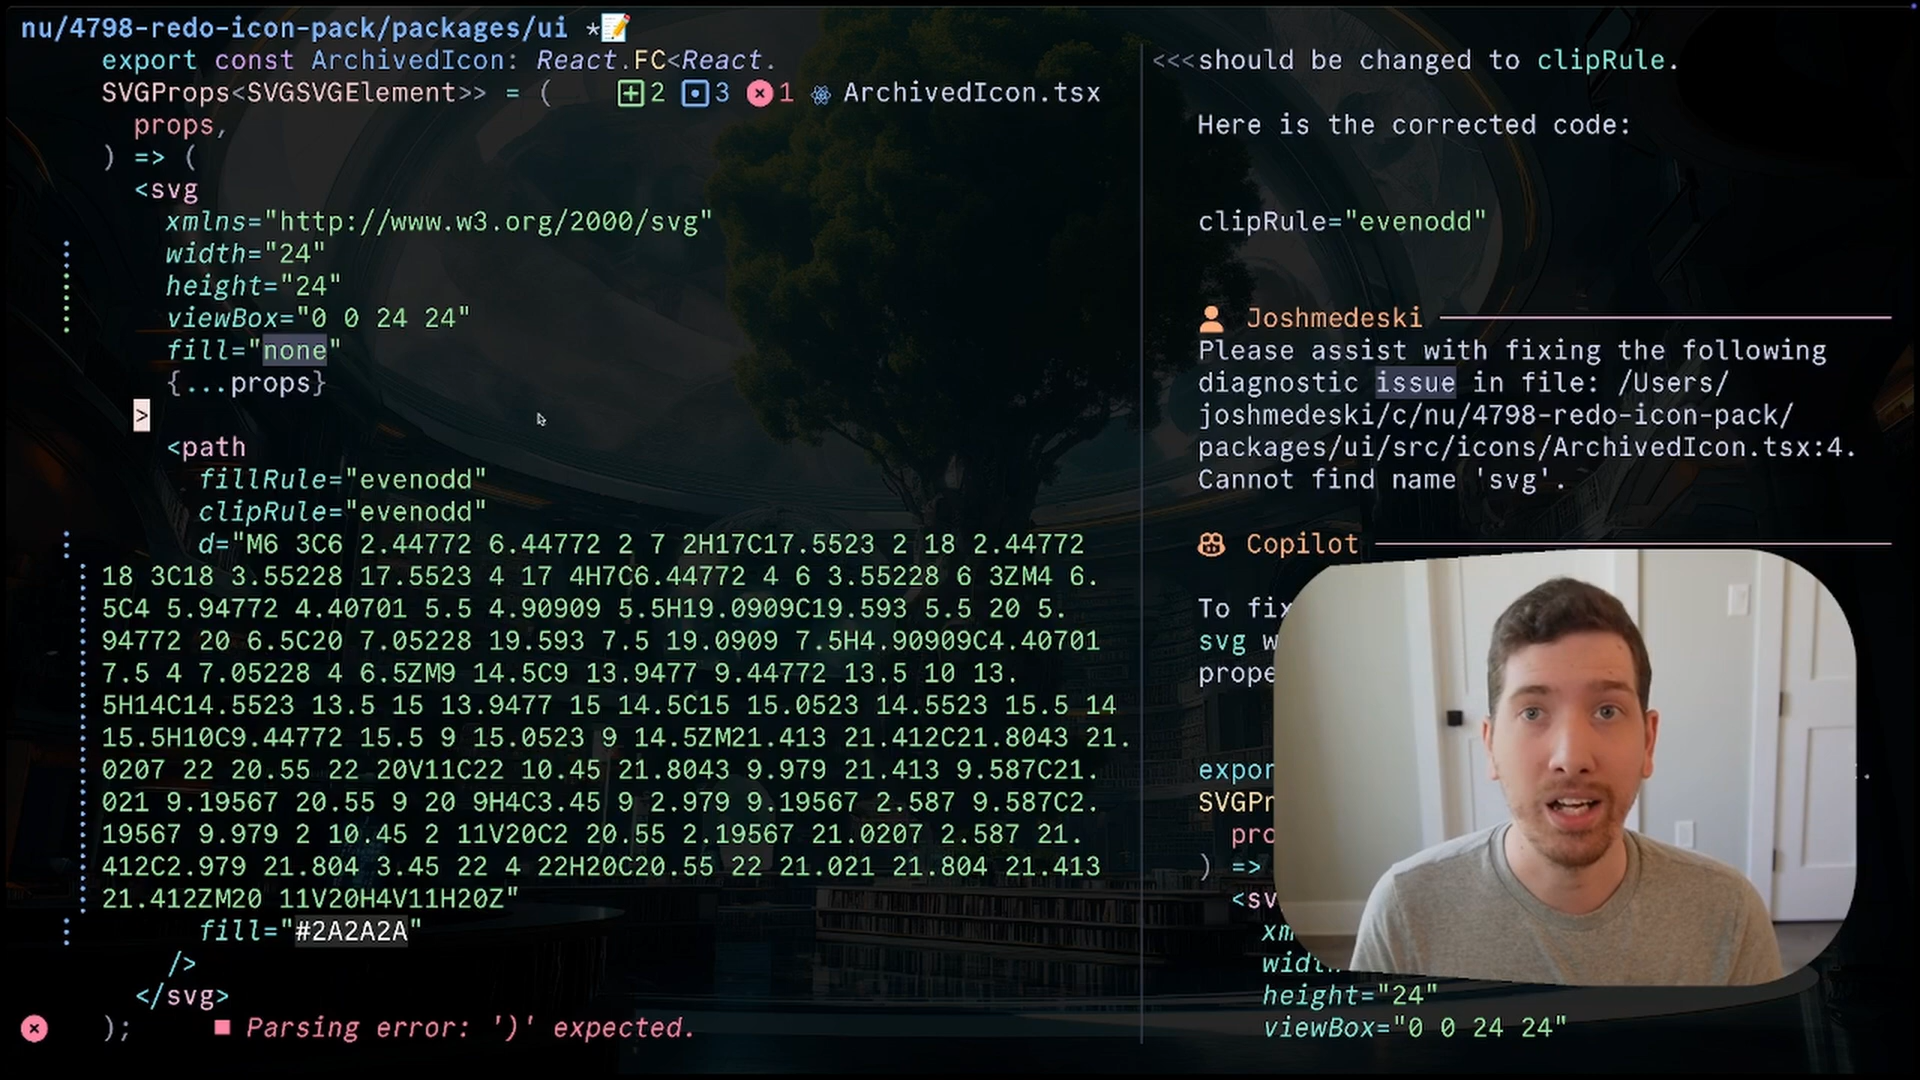 nu/4798-redo-icon-pack/packages/ui *
export const ArchivedIcon: React.FC<React.
SVGProps<SVGSVGElement>> = (
2 3 1 ArchivedIcon.tsx
props,
) => (
<svg
xmlns="http://www.w3.org/2000/svg"
width="24"
height="24"
viewBox="0 0 24 24"
fill="none"
{...props}
>
<path
fillRule="evenodd"
clipRule="evenodd"
d="M6 3C6 2.44772 6.44772 2 7 2H17C17.5523 2 18 2.44772
18 3C18 3.55228 17.5523 4 17 4H7C6.44772 4 6 3.55228 6 3ZM4 6.
5C4 5.94772 4.40701 5.5 4.90909 5.5H19.0909C19.593 5.5 20 5.
94772 20 6.5C20 7.05228 19.593 7.5 19.0909 7.5H4.90909C4.40701
7.5 4 7.05228 4 6.5ZM9 14.5C9 13.9477 9.44772 13.5 10 13.
5H14C14.5523 13.5 15 13.9477 15 14.5C15 15.0523 14.5523 15.5 14
15.5H10C9.44772 15.5 9 15.0523 9 14.5ZM21.413 21.412C21.8043 21.
0207 22 20.55 22 20V11C22 10.45 21.8043 9.979 21.413 9.587C21.
021 9.19567 20.55 9 20 9H4C3.45 9 2.979 9.19567 2.587 9.587C2.
19567 9.979 2 10.45 2 11V20C2 20.55 2.19567 21.0207 2.587 21.
412C2.979 21.804 3.45 22 4 22H20C20.55 22 21.021 21.804 21.413
21.412ZM20 11V20H4V11H20Z"
fill="#2A2A2A"
/>
</svg>
); ■ Parsing error: ')' expected.
<<<should be changed to clipRule.
Here is the corrected code:
clipRule="evenodd"
Joshmedeski
Please assist with fixing the following
diagnostic issue in file: /Users/
joshmedeski/c/nu/4798-redo-icon-pack/
packages/ui/src/icons/ArchivedIcon.tsx:4.
Cannot find name 'svg'.
Copilot
To fix
svg w
prope
expor
SVGPr
pro
) =>
<sv
xm
widt
height="24"
viewBox="0 0 24 24"